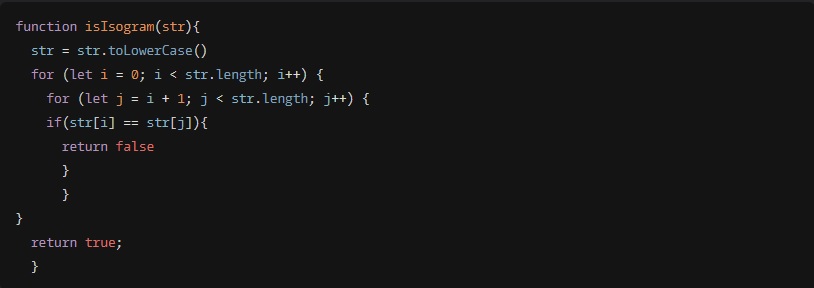 function isIsogram(str){
  str = str.toLowerCase()
  for (let i = 0; i < str.length; i++) {
    for (let j = i + 1; j < str.length; j++) {
    if(str[i] == str[j]){
      return false
      }
      }
}
  return true;
  }